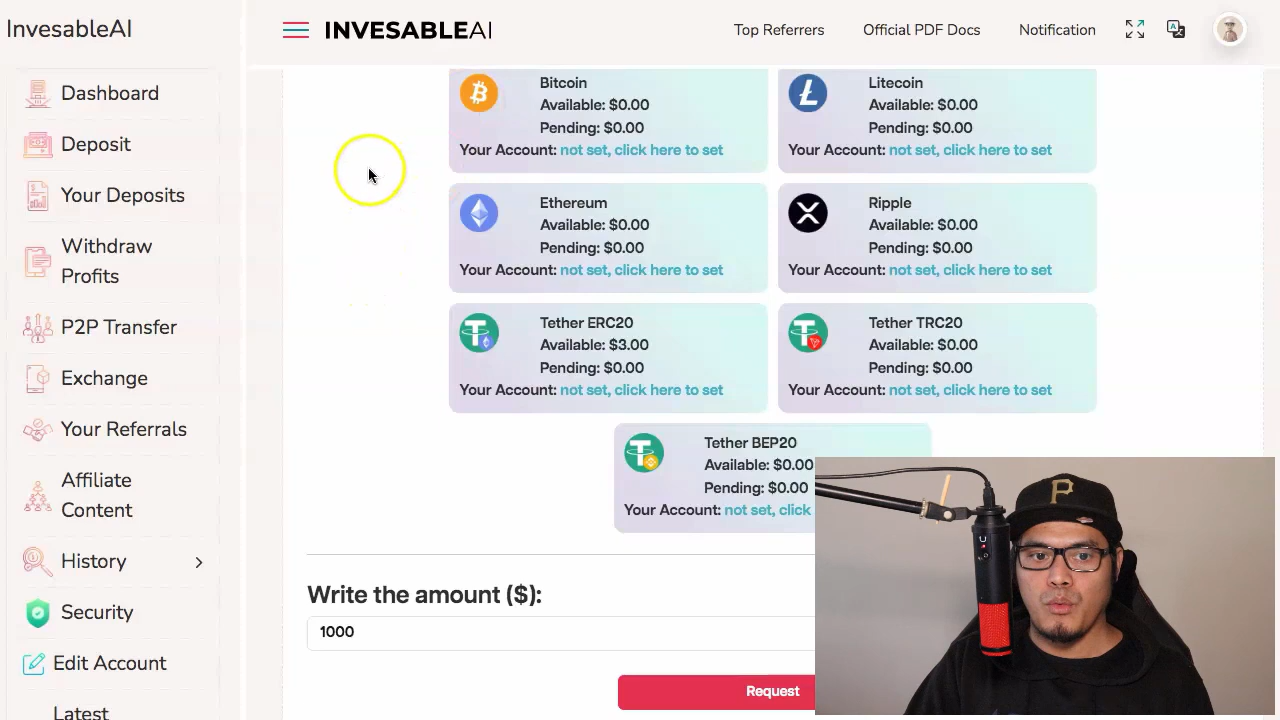 InvesableAI
INVESABLEAI
Top Referrers
Official PDF Docs
Notification
Dashboard
Deposit
Your Deposits
Withdraw
Profits
P2P Transfer
Exchange
Your Referrals
Affiliate
Content
History
Security
Edit Account
Latest
Bitcoin
Available: $0.00
Pending: $0.00
Your Account: not set, click here to set
Litecoin
Available: $0.00
Pending: $0.00
Your Account: not set, click here to set
Ethereum
Available: $0.00
Pending: $0.00
Your Account: not set, click here to set
Ripple
Available: $0.00
Pending: $0.00
Your Account: not set, click here to set
Tether ERC20
Available: $3.00
Pending: $0.00
Your Account: not set, click here to set
Tether TRC20
Available: $0.00
Pending: $0.00
Your Account: not set, click here to set
Tether BEP20
Available: $0.00
Pending: $0.00
Your Account: not set, click
Write the amount ($):
1000
Request
P